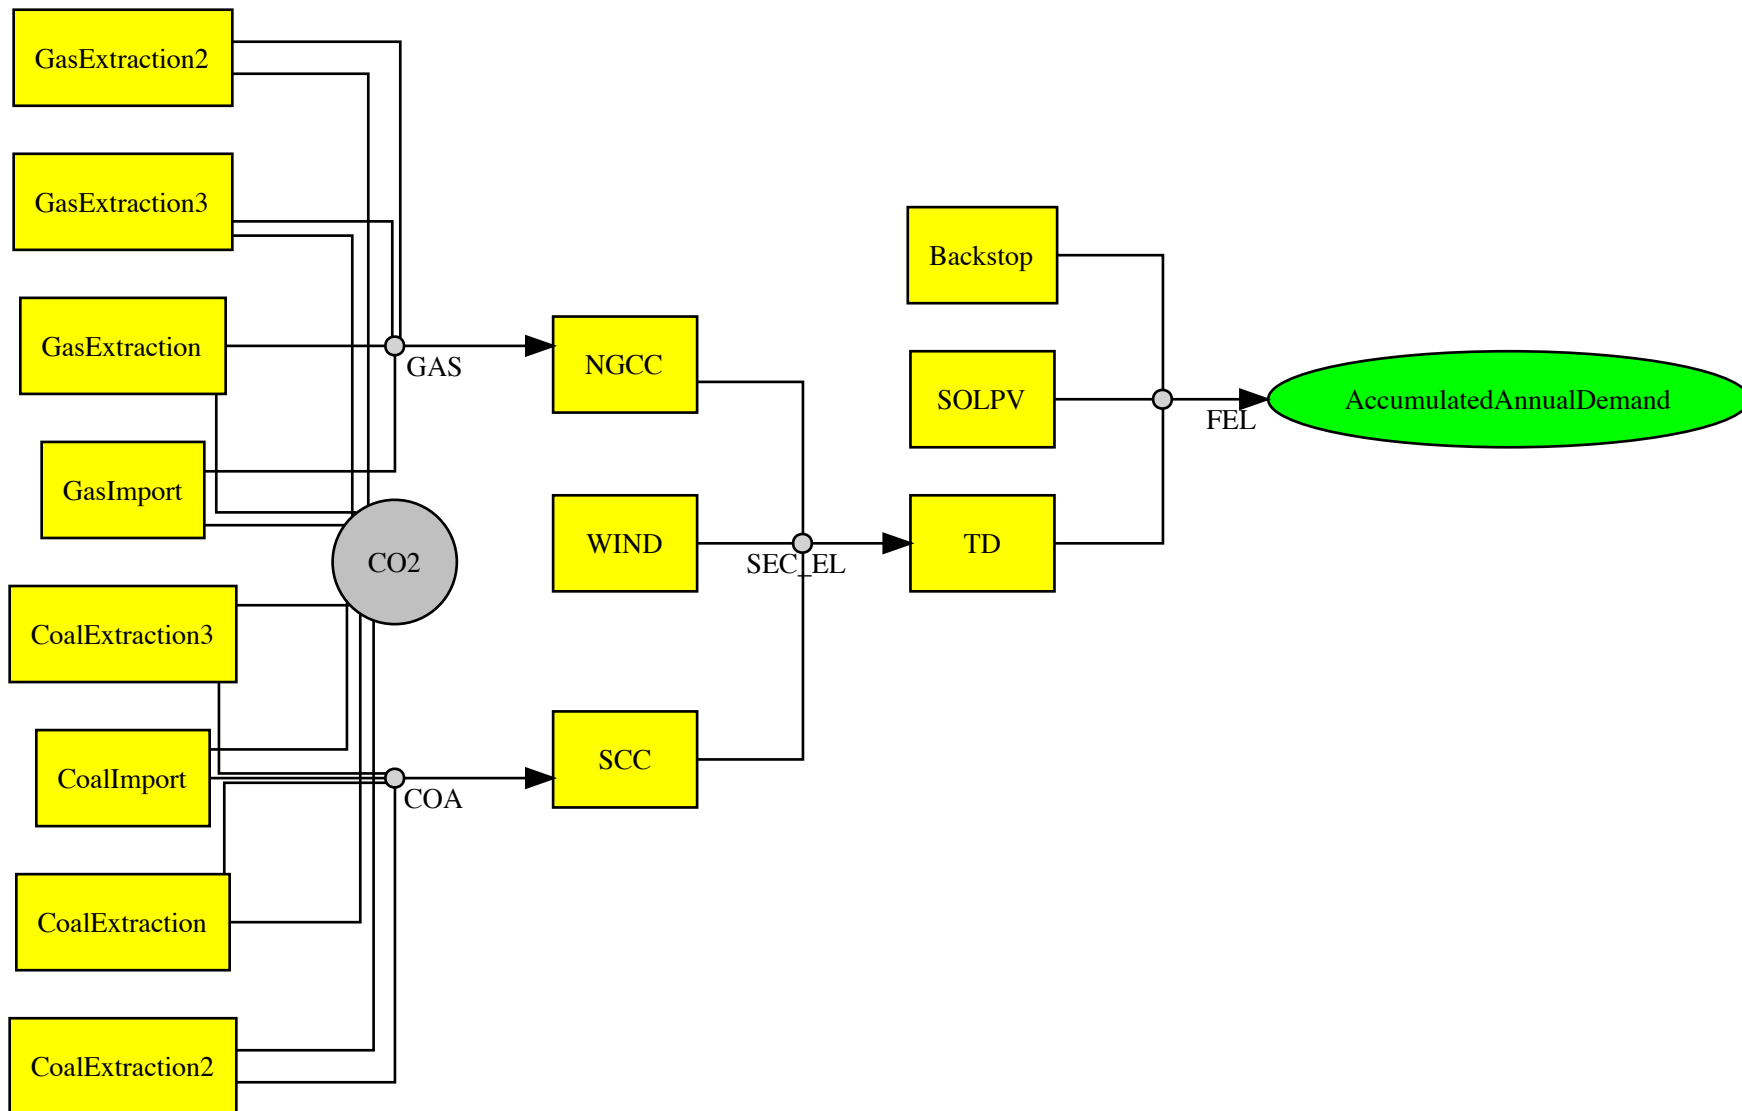 GasExtraction2
GasExtraction3
GasExtraction
GasImport
CoalExtraction3
CoalImport
CoalExtraction
CoalExtraction2
CO2
GAS
COA
NGCC
WIND
SCC
SEC_EL
Backstop
SOLPV
TD
FEL
AccumulatedAnnualDemand